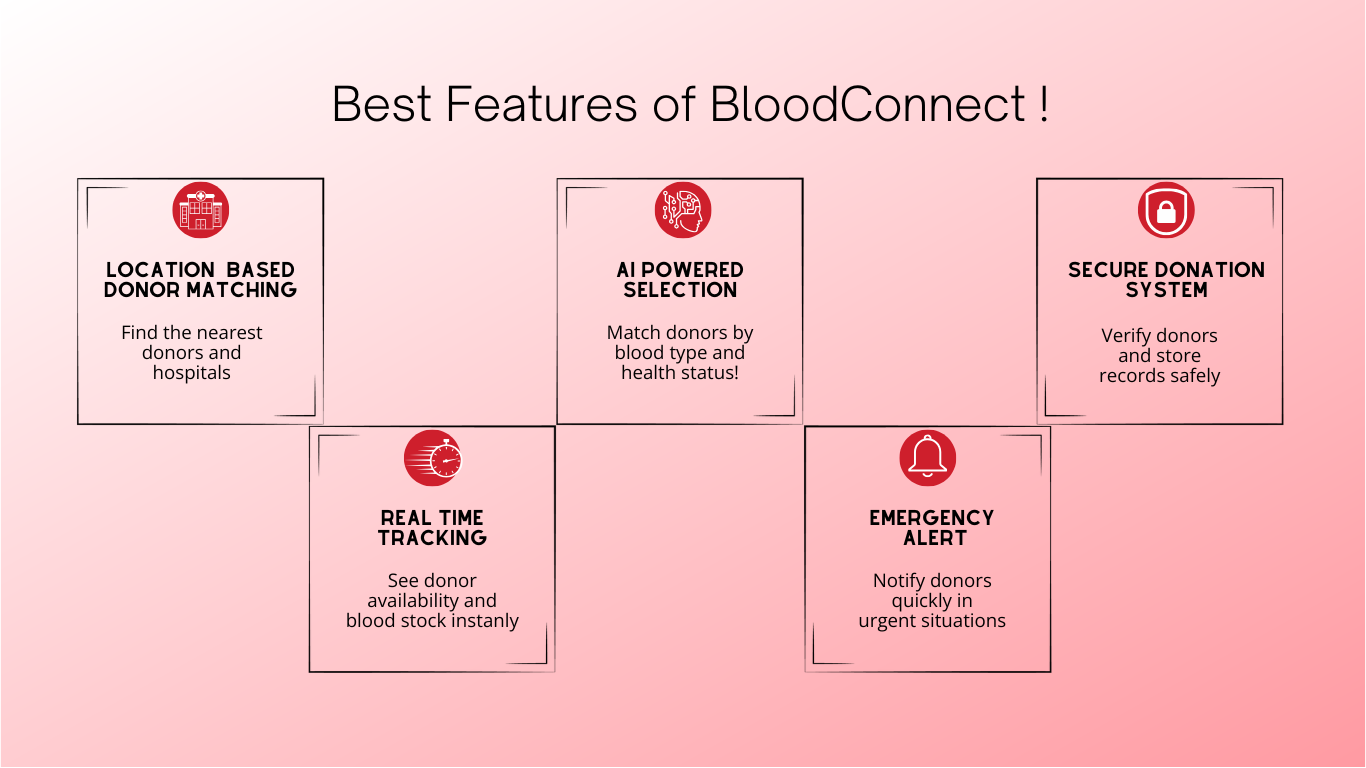 Best Features of BloodConnect !
LOCATION  BASED
DONOR MATCHING
Find the nearest
donors and
hospitals
REAL TIME
TRACKING
See donor
availability and
blood stock instanly
AI POWERED
SELECTION
Match donors by
blood type and
health status!
EMERGENCY
ALERT
Notify donors
quickly in
urgent situations
SECURE DONATION
SYSTEM
Verify donors
and store
records safely